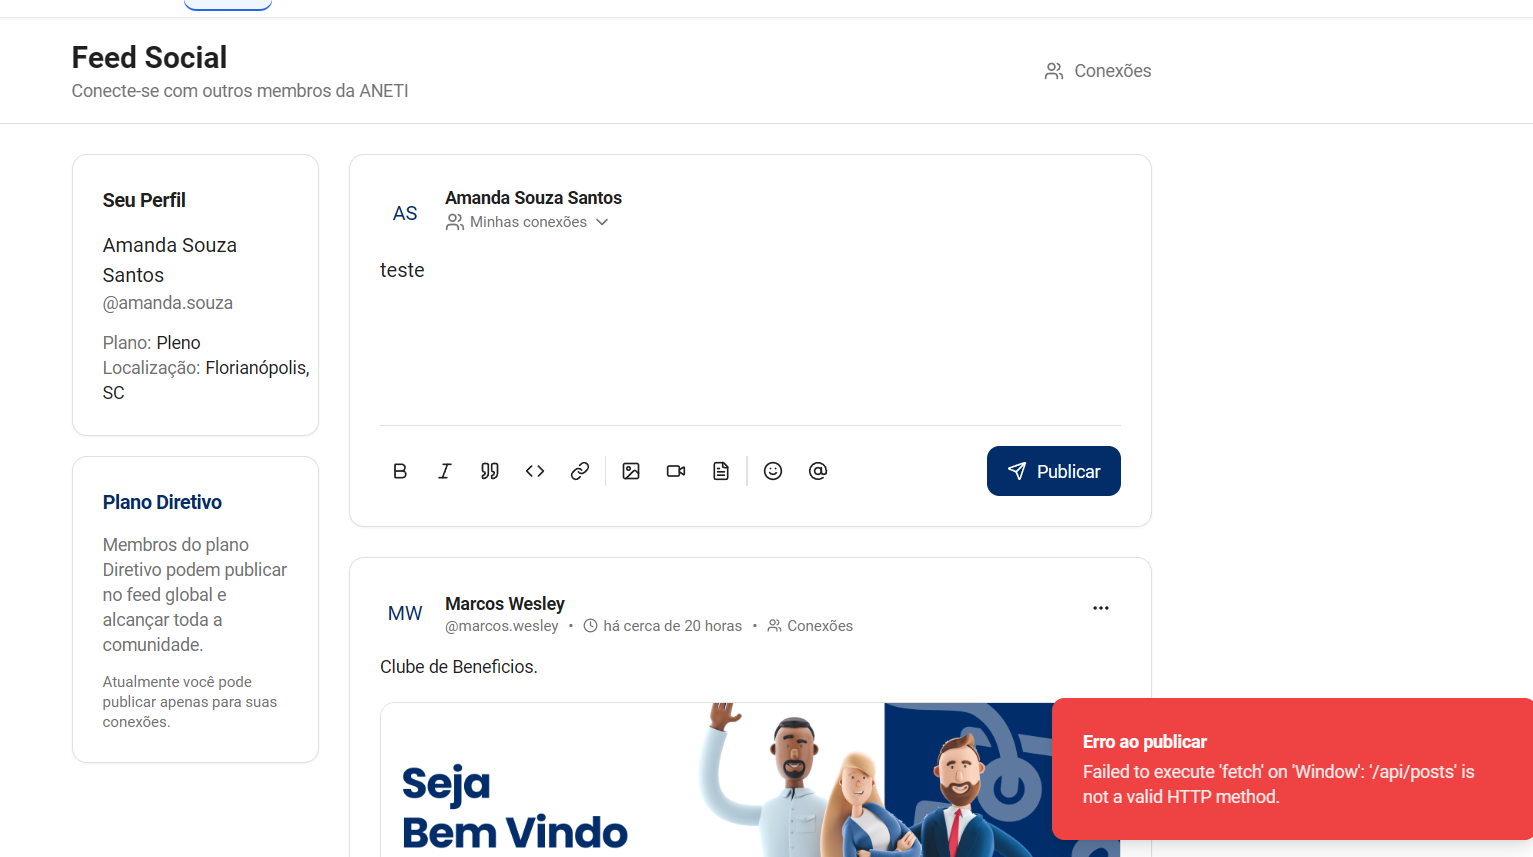 Feed Social
Conecte-se com outros membros da ANETI
Conexões
Seu Perfil
Amanda Souza
Santos
@amanda.souza
Plano: Pleno
Localização: Florianópolis,
SC
Plano Diretivo
Membros do plano
Diretivo podem publicar
no feed global e
alcançar toda a
comunidade.
Atualmente você pode
publicar apenas para suas
conexões.
AS
Amanda Souza Santos
Minhas conexões
teste
Publicar
MW
Marcos Wesley
@marcos.wesley • há cerca de 20 horas • Conexões
Clube de Beneficios.
Seja
Bem Vindo
Erro ao publicar
Failed to execute 'fetch' on 'Window': '/api/posts' is
not a valid HTTP method.